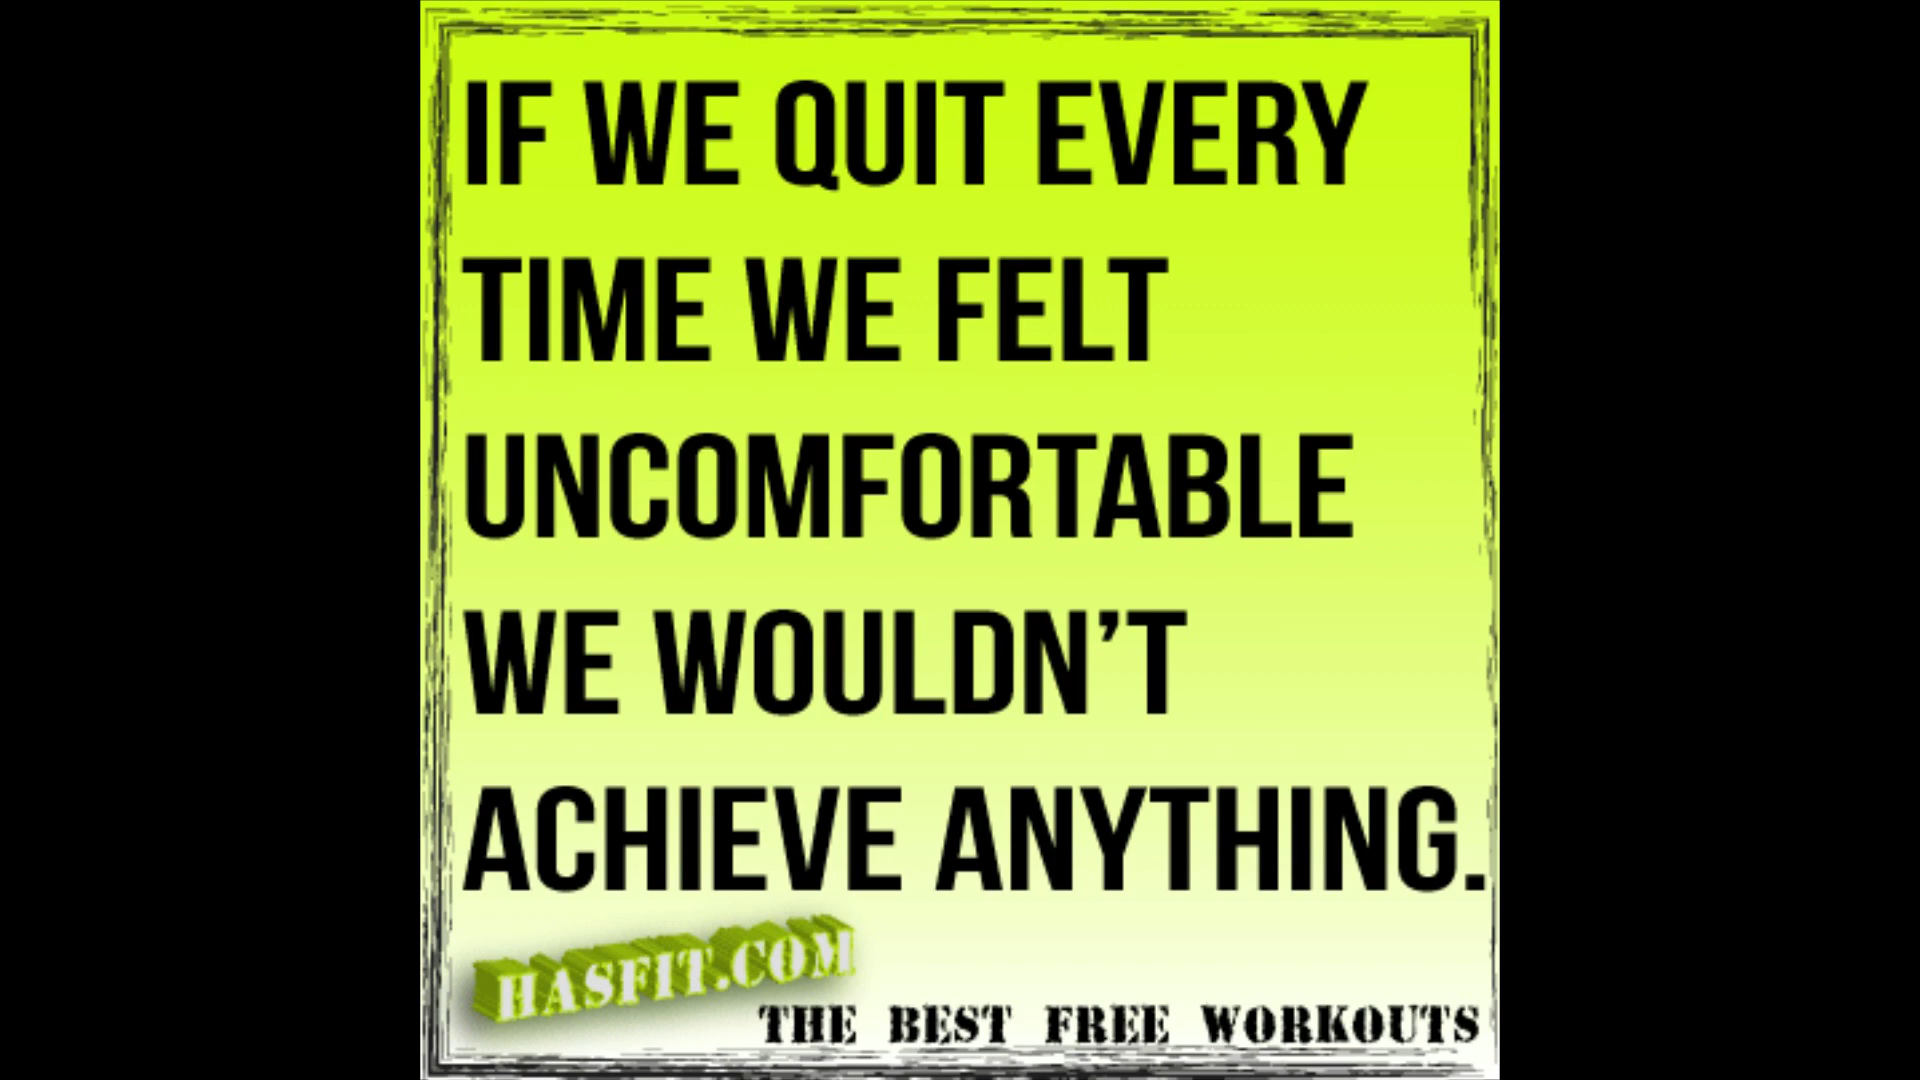 IF WE QUIT EVERY
TIME WE FELT
UNCOMFORTABLE
WE WOULDN’T
ACHIEVE ANYTHING.
HASFIT.COM
THE BEST FREE WORKOUTS